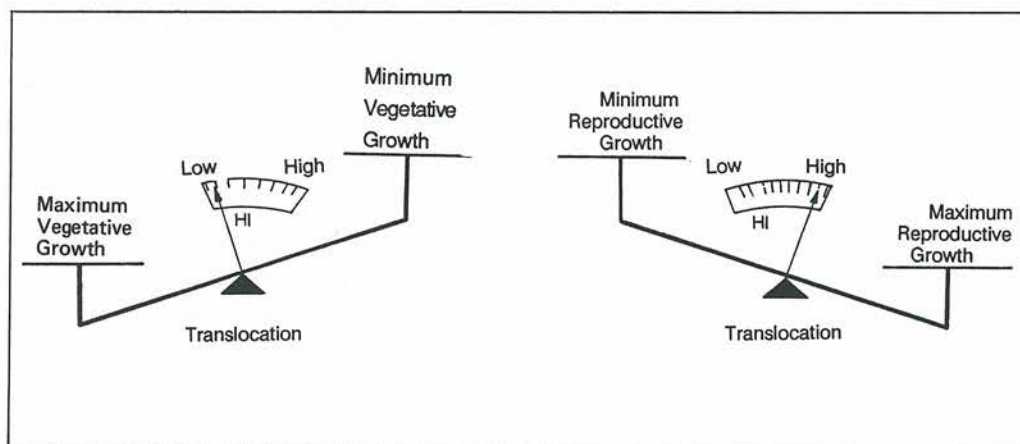 Minimum
Vegetative
Growth
Low
High
HI
Maximum
Vegetative
Growth
Translocation
Minimum
Reproductive
Growth
Low
High
HI
Maximum
Reproductive
Growth
Translocation